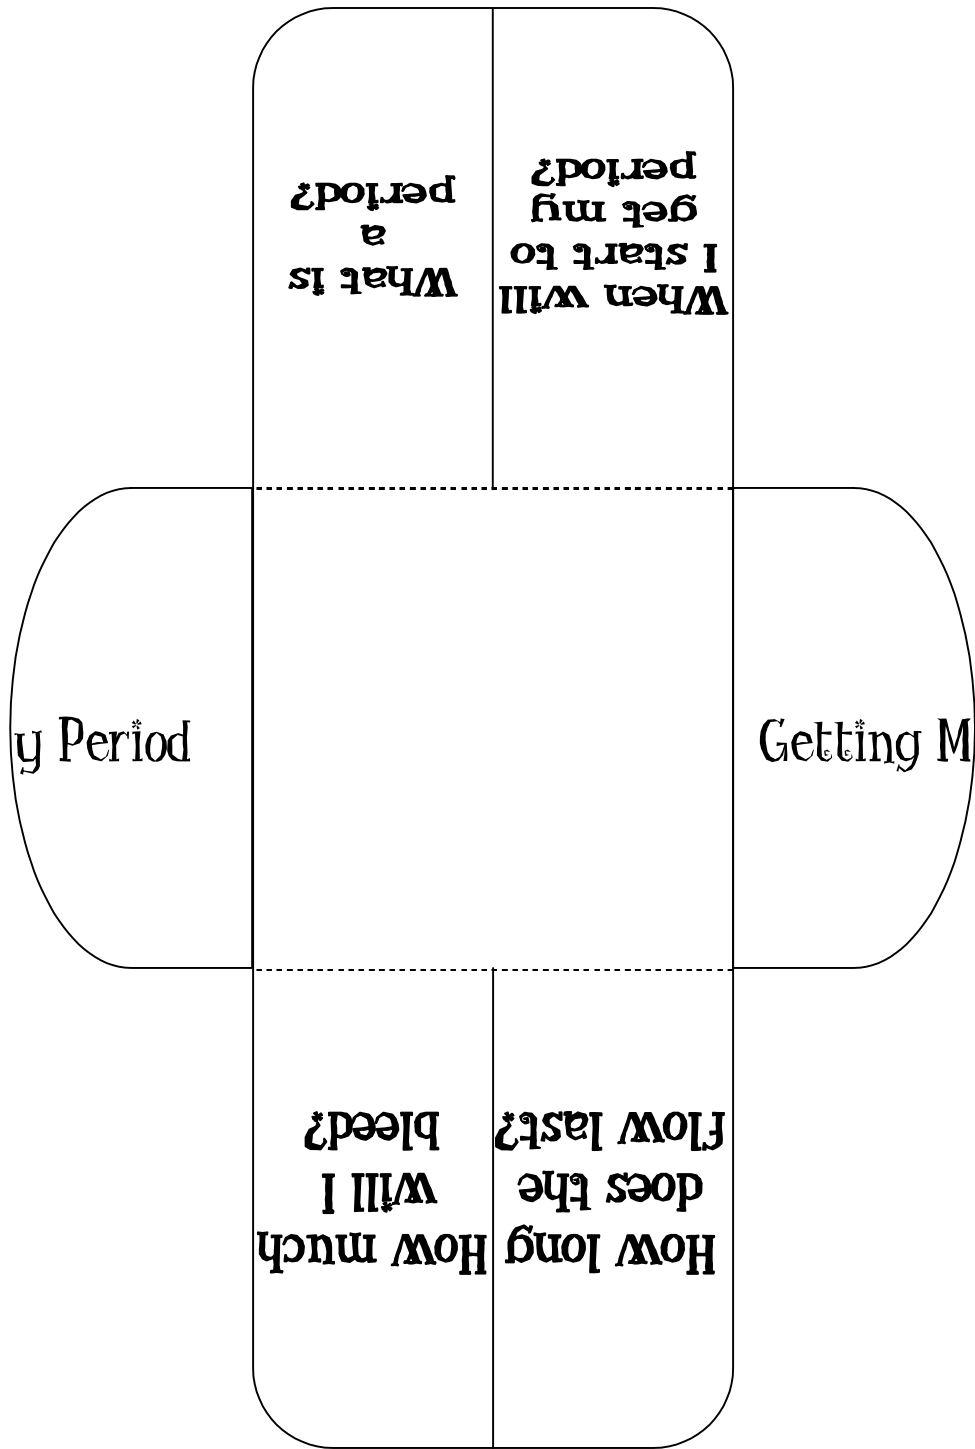 What is
a
period?
When will
I start to
get my
period?
y Period
Getting M
How much
will I
bleed?
How long
does the
flow last?